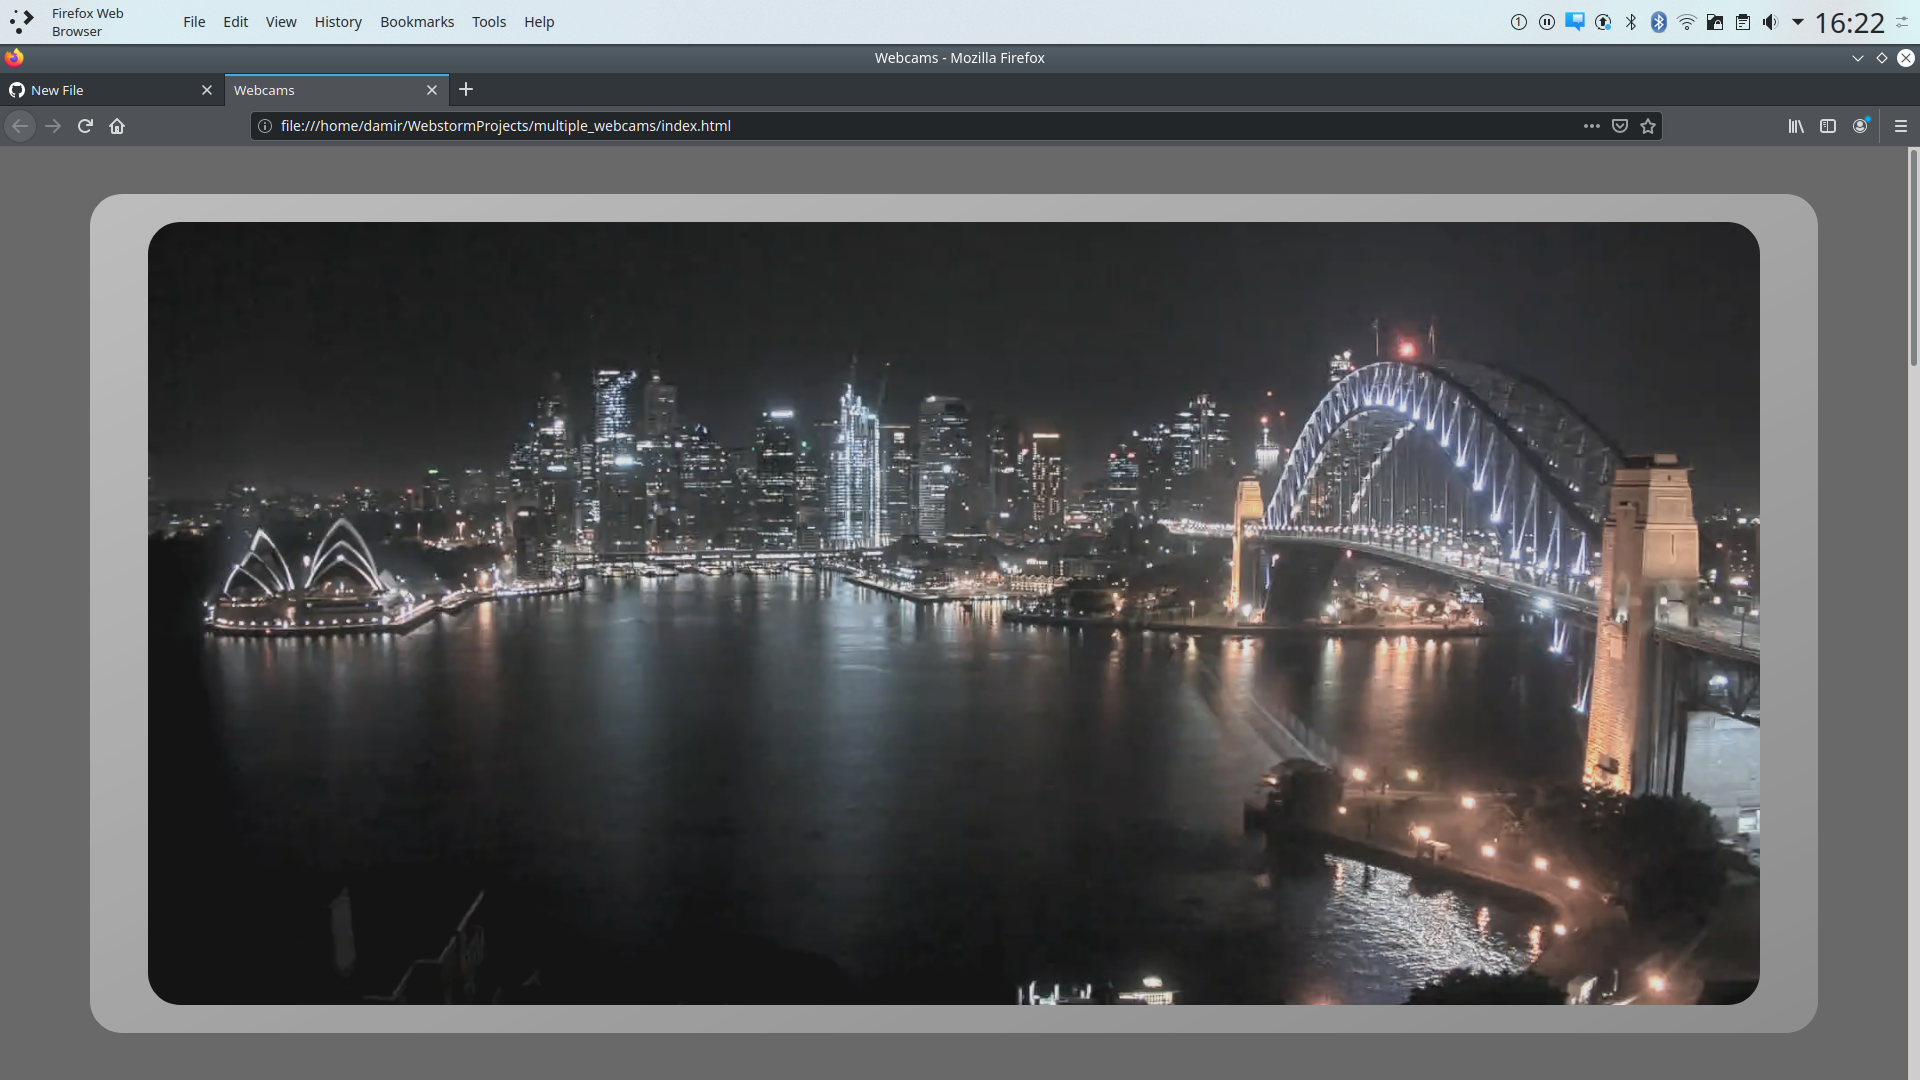 Firefox Web
Browser
File Edit View History Bookmarks Tools Help
1
16:22
Webcams - Mozilla Firefox
New File
Webcams
file:///home/damir/WebstormProjects/multiple_webcams/index.html